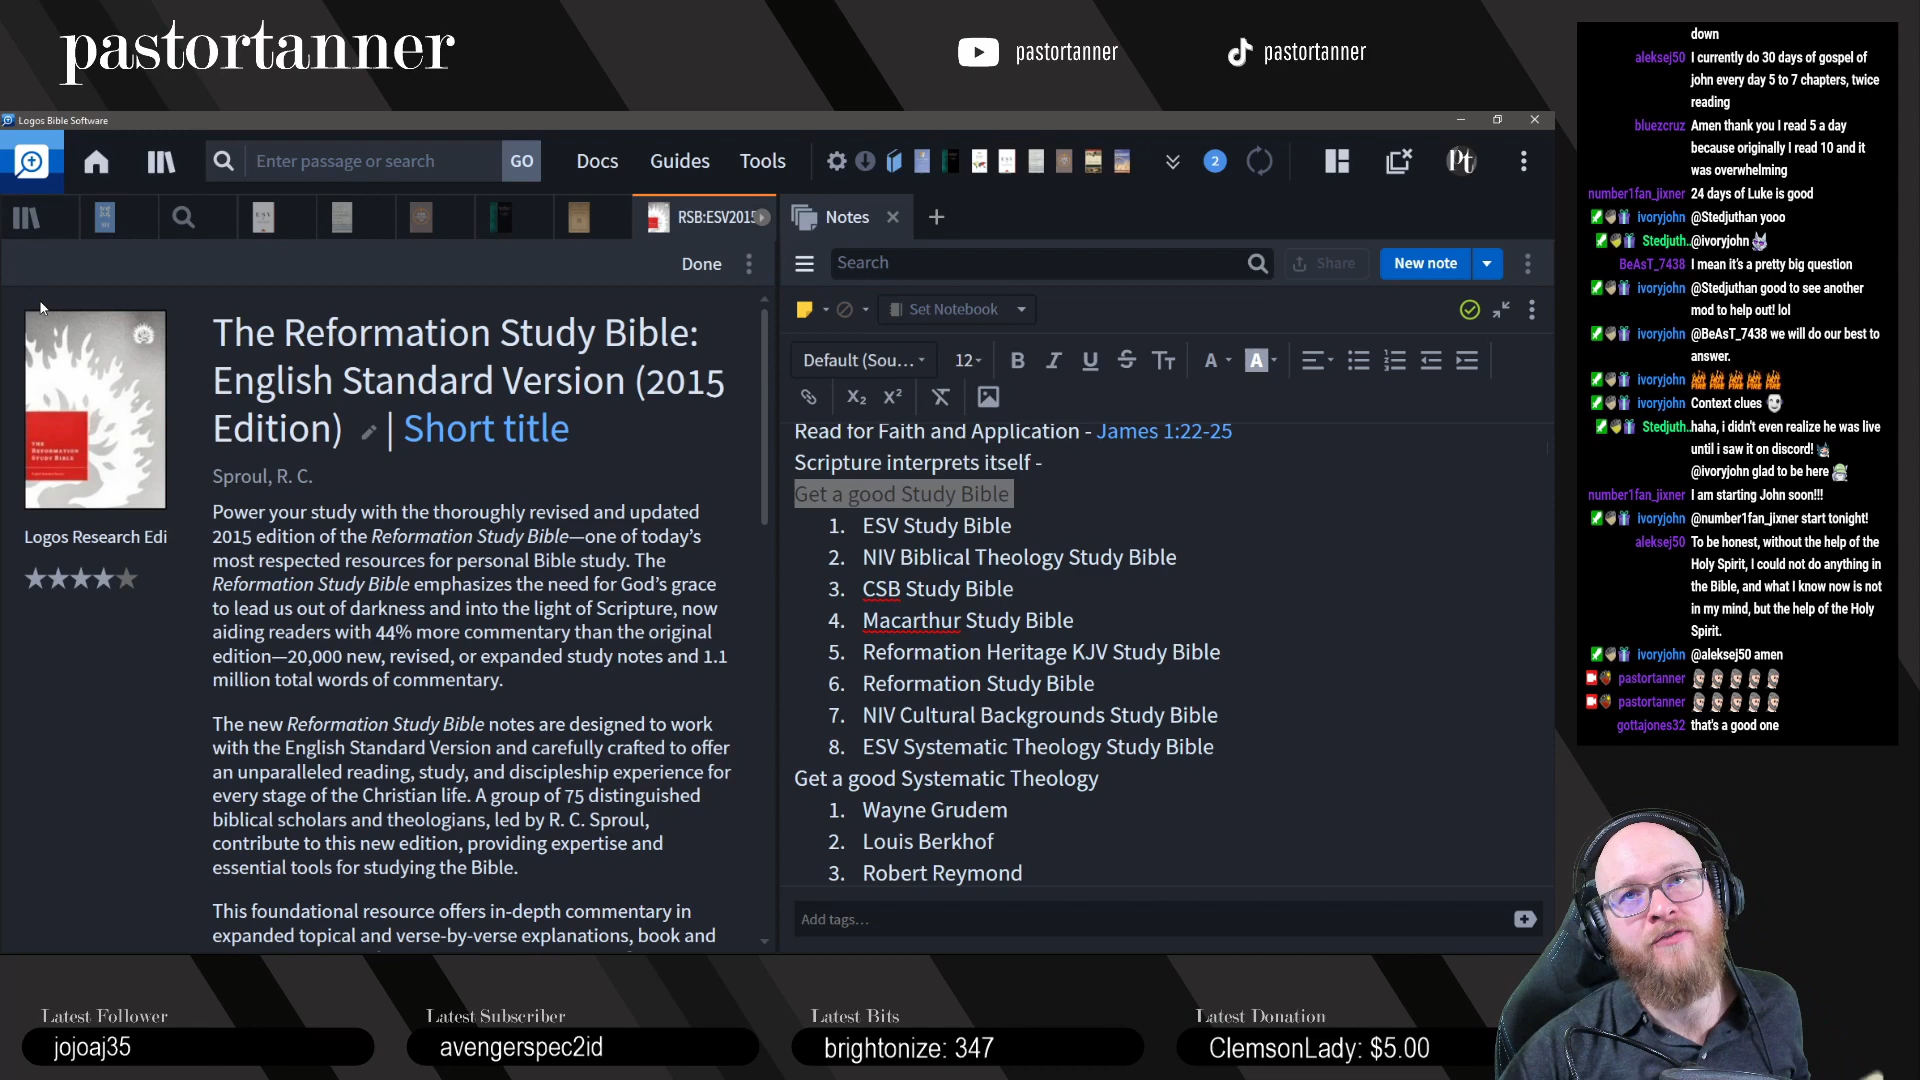 pastortanner
pastortanner
pastortanner
Logos Bible Software
Enter passage or search
GO
Docs
Guides
Tools
2
Pt
ESV
RSB:ESV2015
Notes
Done
Search
Share
New note
Set Notebook
Default (Sou...
12
B
I
U
S
TT
A
A
X₂
X²
THE
REFORMATION
STUDY BIBLE
Logos Research Edi
The Reformation Study Bible:
English Standard Version (2015
Edition) | Short title
Sproul, R. C.
Power your study with the thoroughly revised and updated
2015 edition of the Reformation Study Bible—one of today’s
most respected resources for personal Bible study. The
Reformation Study Bible emphasizes the need for God’s grace
to lead us out of darkness and into the light of Scripture, now
aiding readers with 44% more commentary than the original
edition—20,000 new, revised, or expanded study notes and 1.1
million total words of commentary.
The new Reformation Study Bible notes are designed to work
with the English Standard Version and carefully crafted to offer
an unparalleled reading, study, and discipleship experience for
every stage of the Christian life. A group of 75 distinguished
biblical scholars and theologians, led by R. C. Sproul,
contribute to this new edition, providing expertise and
essential tools for studying the Bible.
This foundational resource offers in-depth commentary in
expanded topical and verse-by-verse explanations, book and
Read for Faith and Application - James 1:22-25
Scripture interprets itself -
Get a good Study Bible
1. ESV Study Bible
2. NIV Biblical Theology Study Bible
3. CSB Study Bible
4. Macarthur Study Bible
5. Reformation Heritage KJV Study Bible
6. Reformation Study Bible
7. NIV Cultural Backgrounds Study Bible
8. ESV Systematic Theology Study Bible
Get a good Systematic Theology
1. Wayne Grudem
2. Louis Berkhof
3. Robert Reymond
Add tags...
down
aleksej50 I currently do 30 days of gospel of
john every day 5 to 7 chapters, twice
reading
bluezcruz Amen thank you I read 5 a day
because originally I read 10 and it
was overwhelming
number1fan_jixner 24 days of Luke is good
ivoryjohn @Stedjuthan yooo
Stedjuth.. @ivoryjohn
BeAsT_7438 I mean it’s a pretty big question
ivoryjohn @Stedjuthan good to see another
mod to help out! lol
ivoryjohn @BeAsT_7438 we will do our best to
answer.
ivoryjohn FIRE FIRE FIRE FIRE FIRE
ivoryjohn Context clues
Stedjuth.. haha, i didn't even realize he was live
until i saw it on discord!
@ivoryjohn glad to be here
number1fan_jixner I am starting John soon!!!
ivoryjohn @number1fan_jixner start tonight!
aleksej50 To be honest, without the help of the
Holy Spirit, I could not do anything in
the Bible, and what I know now is not
in my mind, but the help of the Holy
Spirit.
ivoryjohn @aleksej50 amen
pastortanner
pastortanner
gottajones32 that's a good one
Latest Follower
jojoaj35
Latest Subscriber
avengerspec2id
Latest Bits
brightonize: 347
Latest Donation
ClemsonLady: $5.00